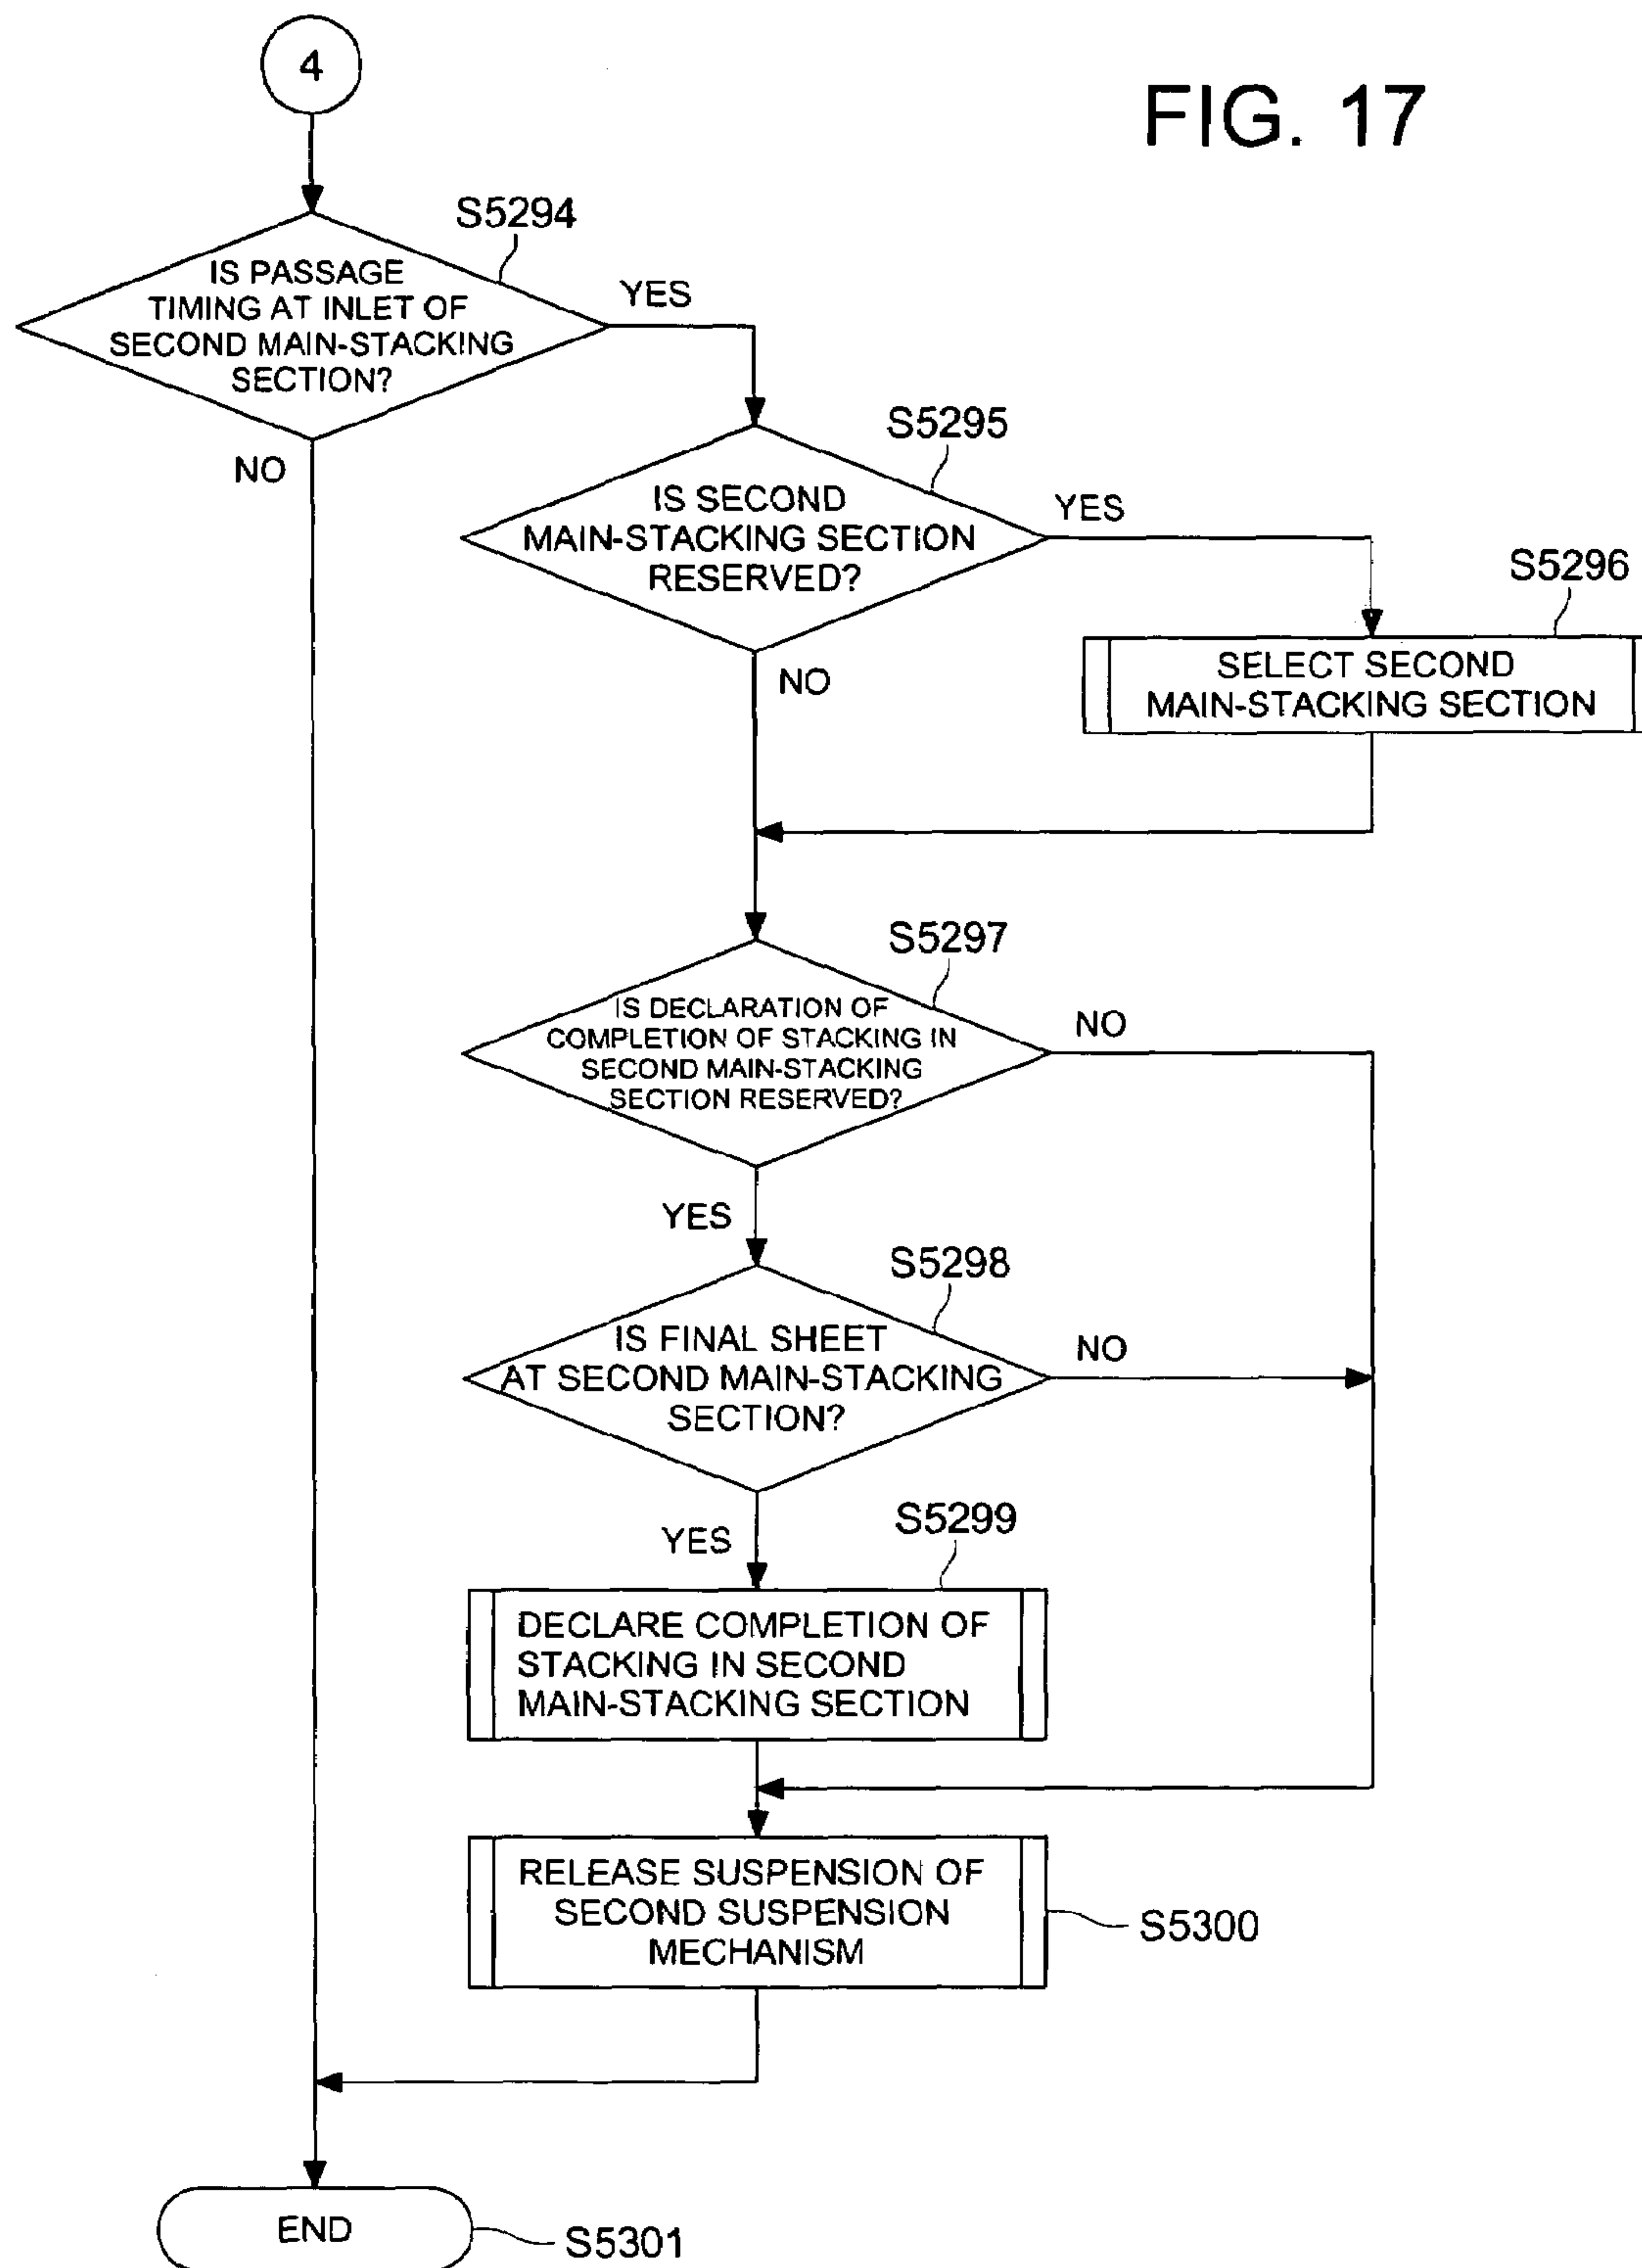 4
FIG. 17
S5294
IS PASSAGE
TIMING AT INLET OF
SECOND MAIN-STACKING
SECTION?
YES
NO
S5295
IS SECOND
MAIN-STACKING SECTION
RESERVED?
YES
NO
S5296
SELECT SECOND
MAIN-STACKING SECTION
S5297
IS DECLARATION OF
COMPLETION OF STACKING IN
SECOND MAIN-STACKING
SECTION RESERVED?
NO
YES
S5298
IS FINAL SHEET
AT SECOND MAIN-STACKING
SECTION?
NO
YES
S5299
DECLARE COMPLETION OF
STACKING IN SECOND
MAIN-STACKING SECTION
RELEASE SUSPENSION OF
SECOND SUSPENSION
MECHANISM
S5300
END
S5301